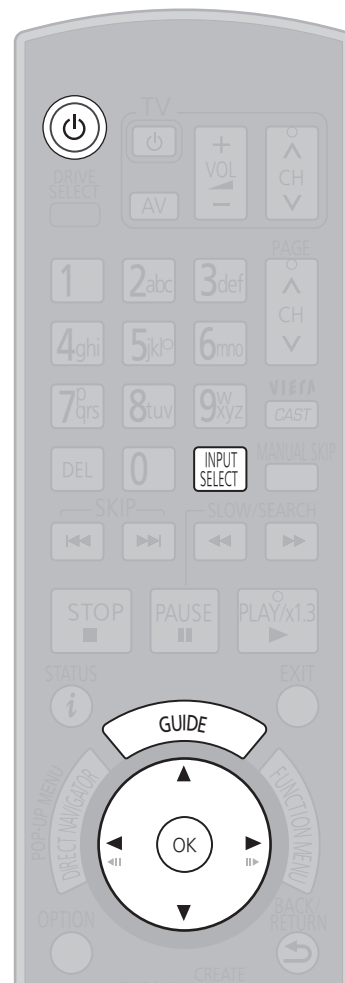 TV
DRIVE
SELECT
+
VOL
−
CH
AV
PAGE
1 2abc 3def
CH
4ghi 5jkl 6mno
7pqrs 8tuv 9wxyz
VIERA
CAST
DEL 0 INPUT
SELECT
MANUAL SKIP
SKIP SLOW/SEARCH
STOP PAUSE PLAY/x1.3
STATUS EXIT
i
GUIDE
POP-UP MENU
DIRECT NAVIGATOR
FUNCTION MENU
OK
OPTION
BACK/
RETURN
CREATE